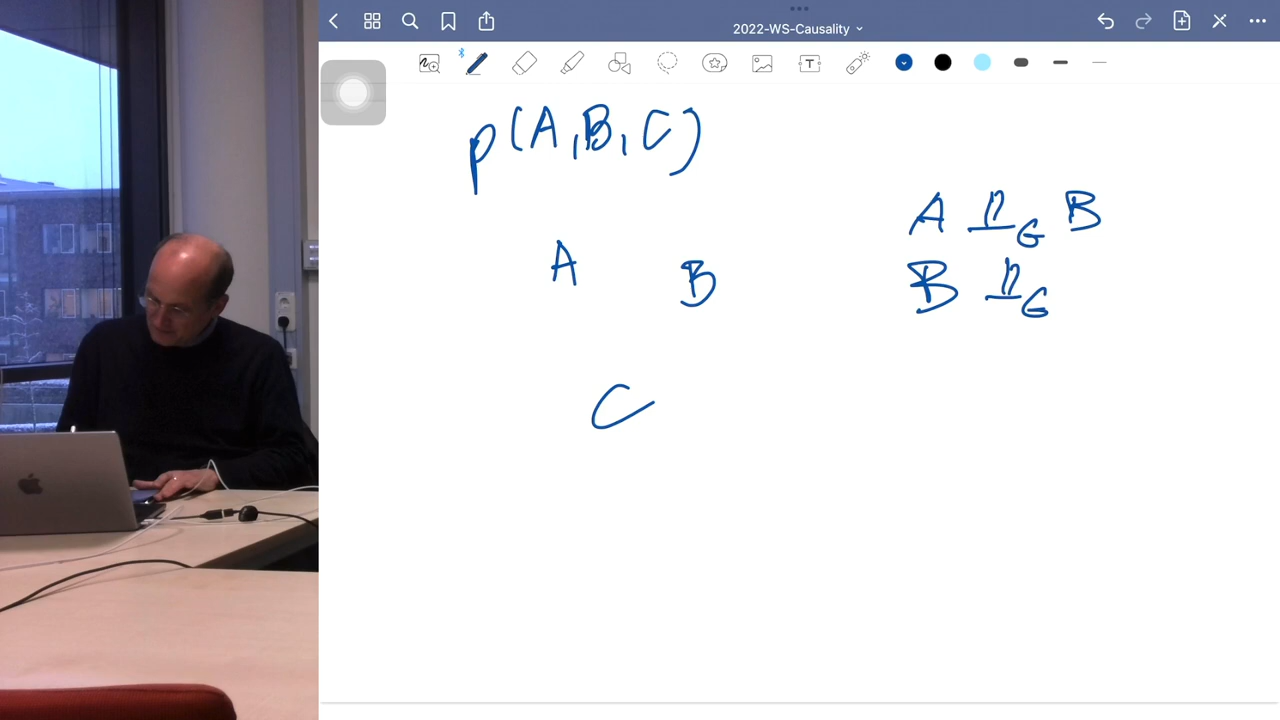 2022-WS-Causality
T
p(A,B,C)
A ⫫_G B
A B
B ⫫_G
C